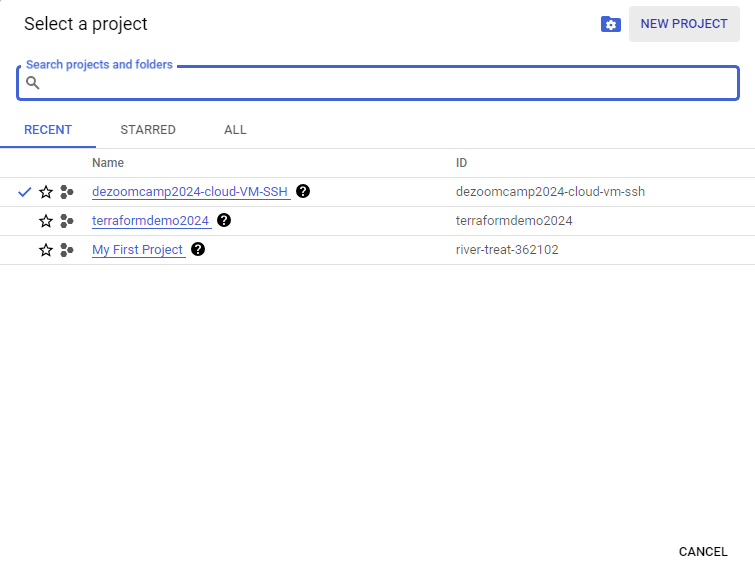 Select a project
NEW PROJECT
Search projects and folders
RECENT STARRED ALL
Name ID
dezoomcamp2024-cloud-VM-SSH dezoomcamp2024-cloud-vm-ssh
terraformdemo2024 terraformdemo2024
My First Project river-treat-362102
CANCEL